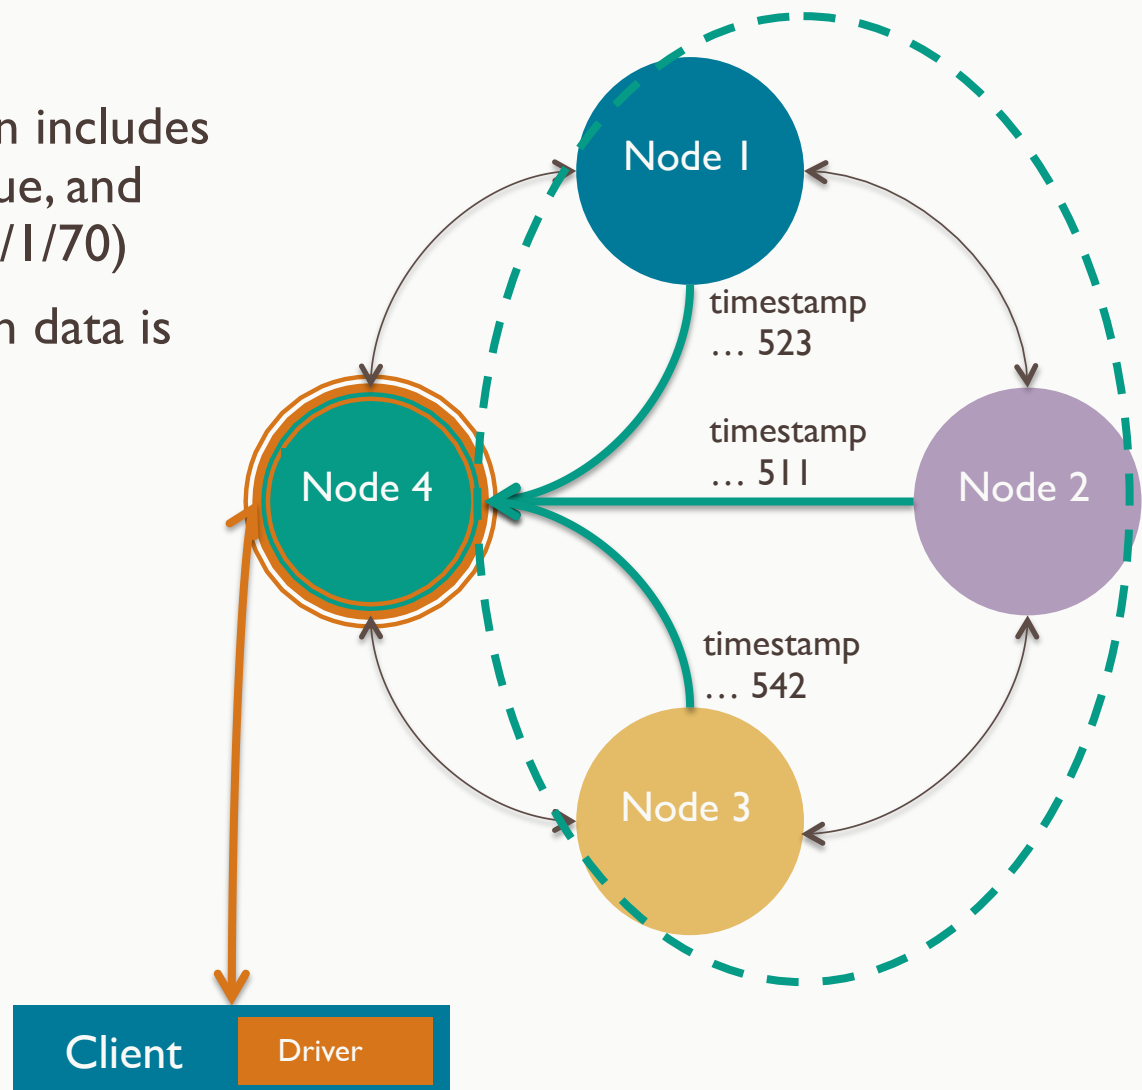 n includes
ue, and
/1/70)
n data is
Node 1
timestamp
… 523
timestamp
… 511
Node 4
Node 2
timestamp
… 542
Node 3
Client
Driver